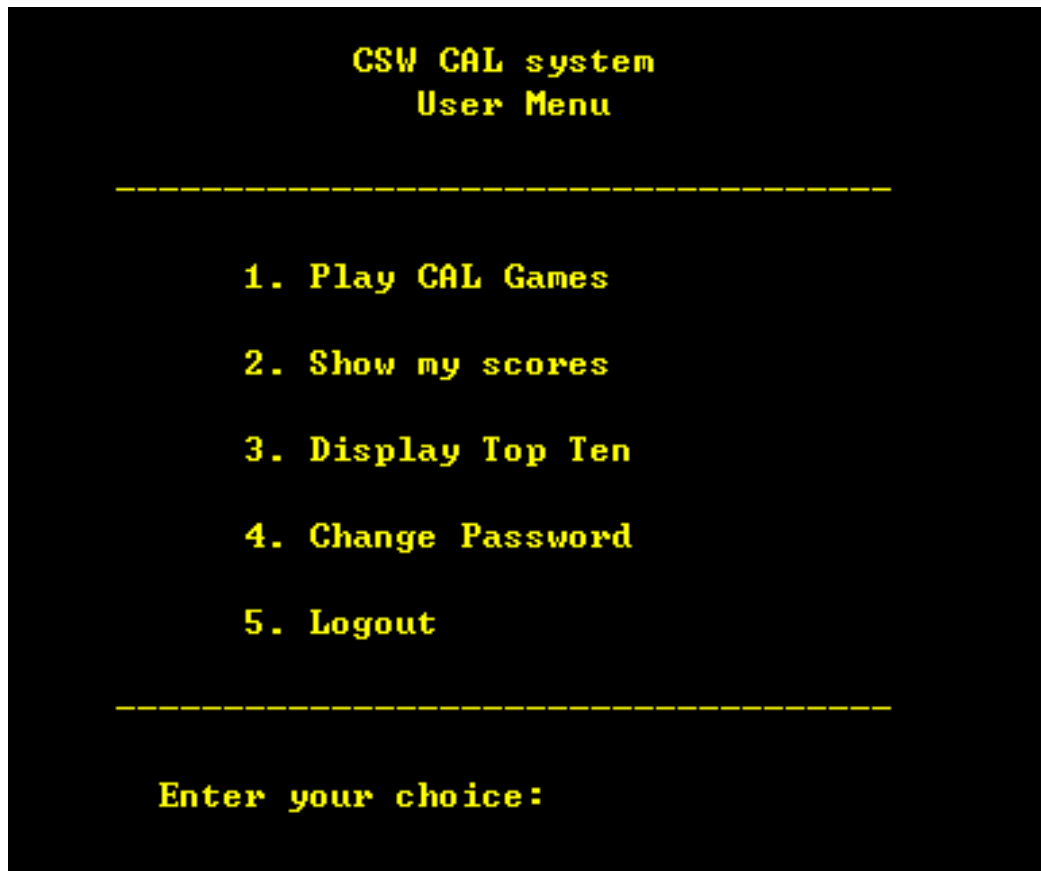 CSW CAL system
User Menu
------------------------------------
1. Play CAL Games
2. Show my scores
3. Display Top Ten
4. Change Password
5. Logout
------------------------------------
Enter your choice: